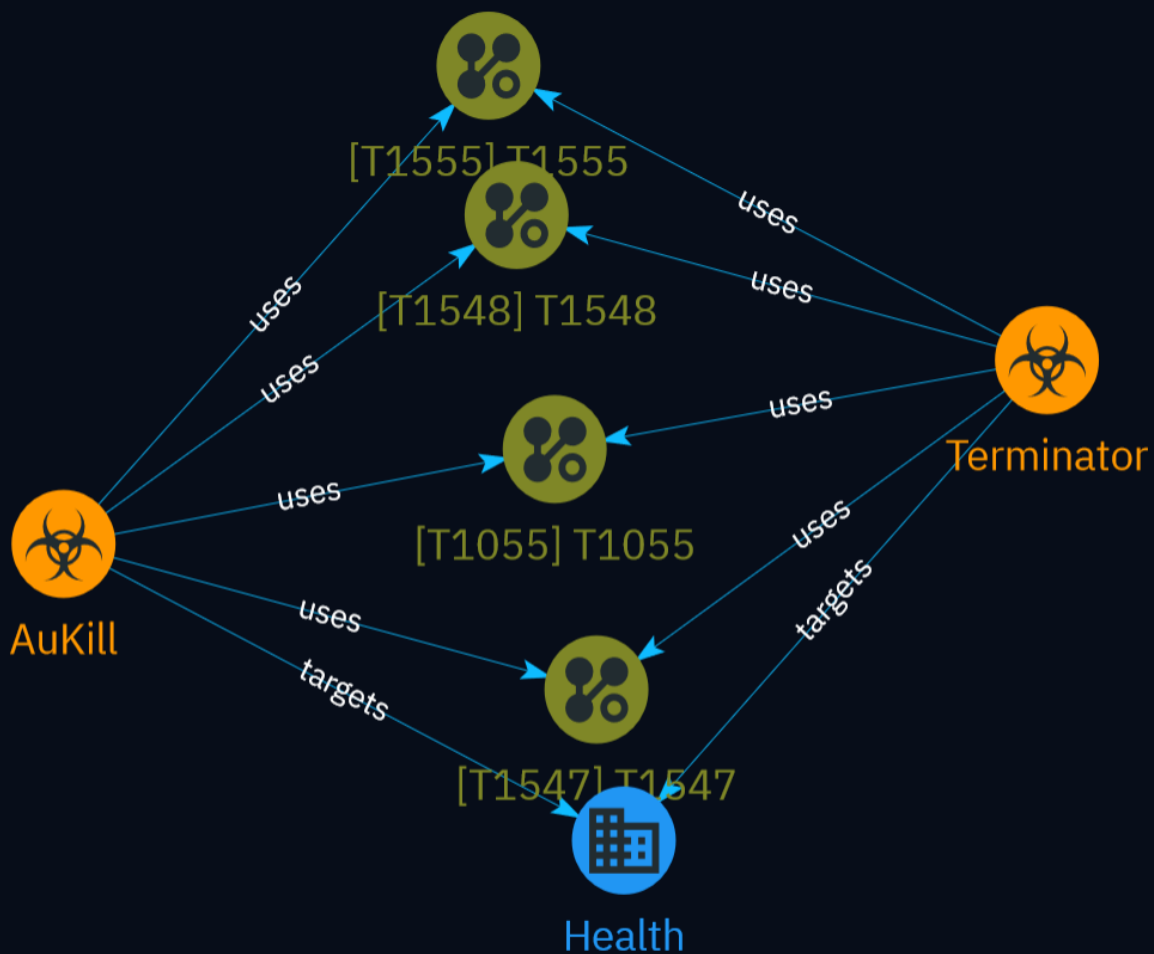 [T1555] T1555
uses
uses
[T1548] T1548
uses
uses
uses
uses
Terminator
[T1055] T1055
uses
uses
targets
AuKill
targets
[T1547] T1547
Health